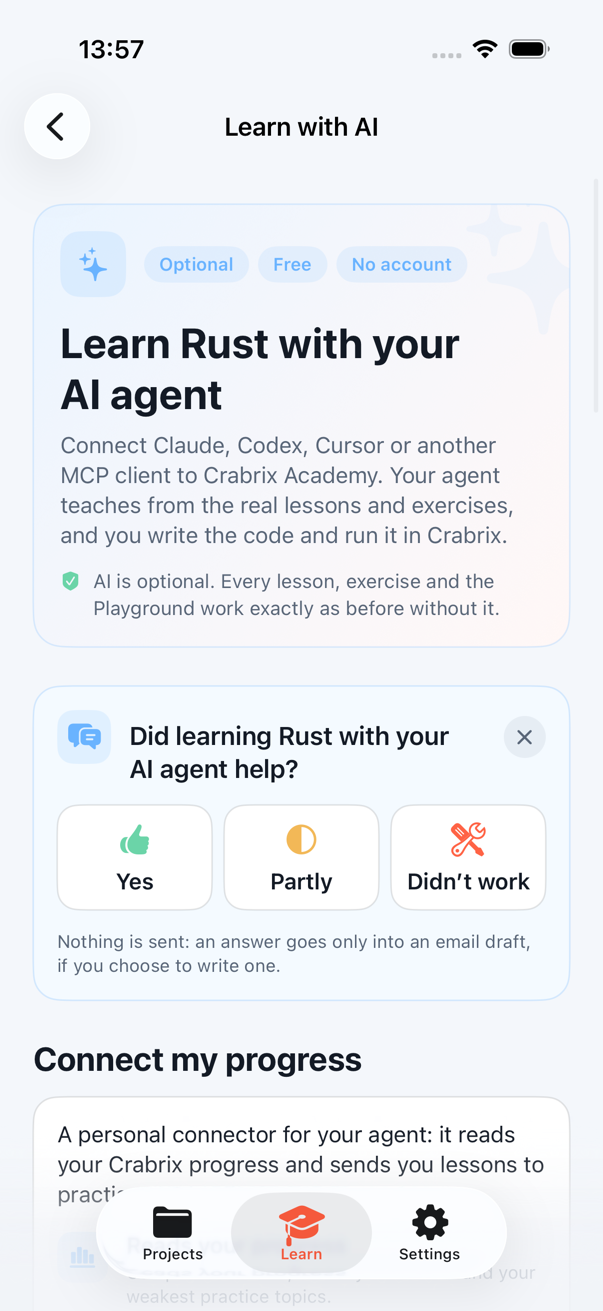 13:57
Learn with AI
Optional
Free
No account
Learn Rust with your
AI agent
Connect Claude, Codex, Cursor or another
MCP client to Crabrix Academy. Your agent
teaches from the real lessons and exercises,
and you write the code and run it in Crabrix.
AI is optional. Every lesson, exercise and the
Playground work exactly as before without it.
Did learning Rust with your
AI agent help?
Yes
Partly
Didn’t work
Nothing is sent: an answer goes only into an email draft,
if you choose to write one.
Connect my progress
A personal connector for your agent: it reads
your Crabrix progress and sends you lessons to
Projects
Learn
Settings
your
weakest practice topics.